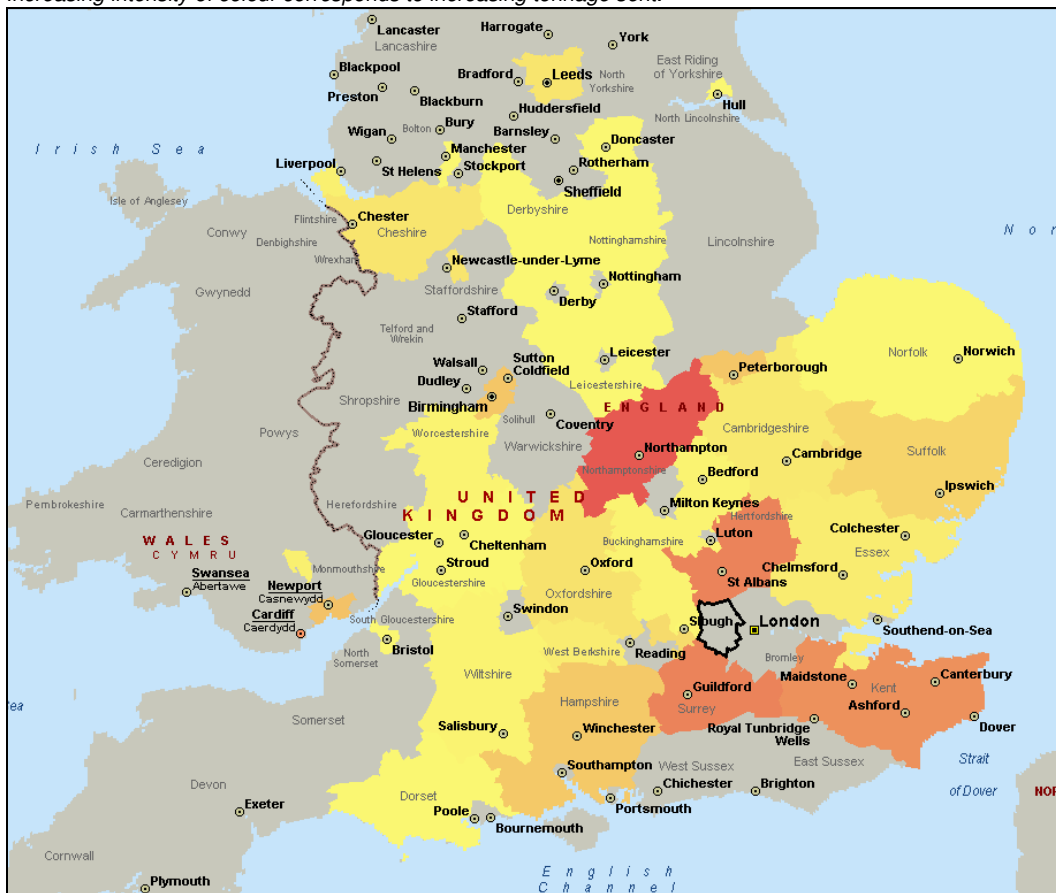 Increasing intensity of colour corresponds to increasing tonnage sent.
Lancaster
Lancashire
Harrogate
York
East Riding
of Yorkshire
Blackpool
Bradford
Leeds
North
Yorkshire
Preston
Blackburn
Hull
Huddersfield
North Lincolnshire
Wigan
Bolton
Bury
Barnsley
Doncaster
Irish Sea
Manchester
Liverpool
St Helens
Stockport
Rotherham
Sheffield
Isle of Anglesey
Flintshire
Chester
Cheshire
Derbyshire
Conwy
Denbighshire
Wrexham
Nottinghamshire
Lincolnshire
Nor
Newcastle-under-Lyme
Nottingham
Gwynedd
Staffordshire
Derby
Stafford
Telford and
Wrekin
Walsall
Sutton
Coldfield
Leicester
Norfolk
Norwich
Dudley
Leicestershire
Peterborough
Shropshire
Birmingham
ENGLAND
Solihull
Coventry
Powys
Worcestershire
Warwickshire
Cambridgeshire
Northampton
Suffolk
Ceredigion
Northamptonshire
Bedford
Cambridge
Pembrokeshire
Herefordshire
UNITED
KINGDOM
Milton Keynes
Ipswich
Carmarthenshire
Hertfordshire
WALES
CYMRU
Gloucester
Cheltenham
Buckinghamshire
Luton
Colchester
Essex
Monmouthshire
Stroud
Gloucestershire
Oxford
St Albans
Chelmsford
Swansea
Abertawe
Newport
Casnewydd
Oxfordshire
Cardiff
Caerdydd
South Gloucestershire
Swindon
Slough
London
Southend-on-Sea
Bristol
North
Somerset
West Berkshire
Reading
Bromley
Wiltshire
Maidstone
Kent
Canterbury
Hampshire
Guildford
Surrey
Ashford
Sea
Somerset
Salisbury
Winchester
Royal Tunbridge
Wells
Dover
Southampton
West Sussex
East Sussex
Strait
of Dover
Devon
Exeter
Dorset
Poole
Bournemouth
Chichester
Brighton
Portsmouth
NOR
Cornwall
Plymouth
English
Channel